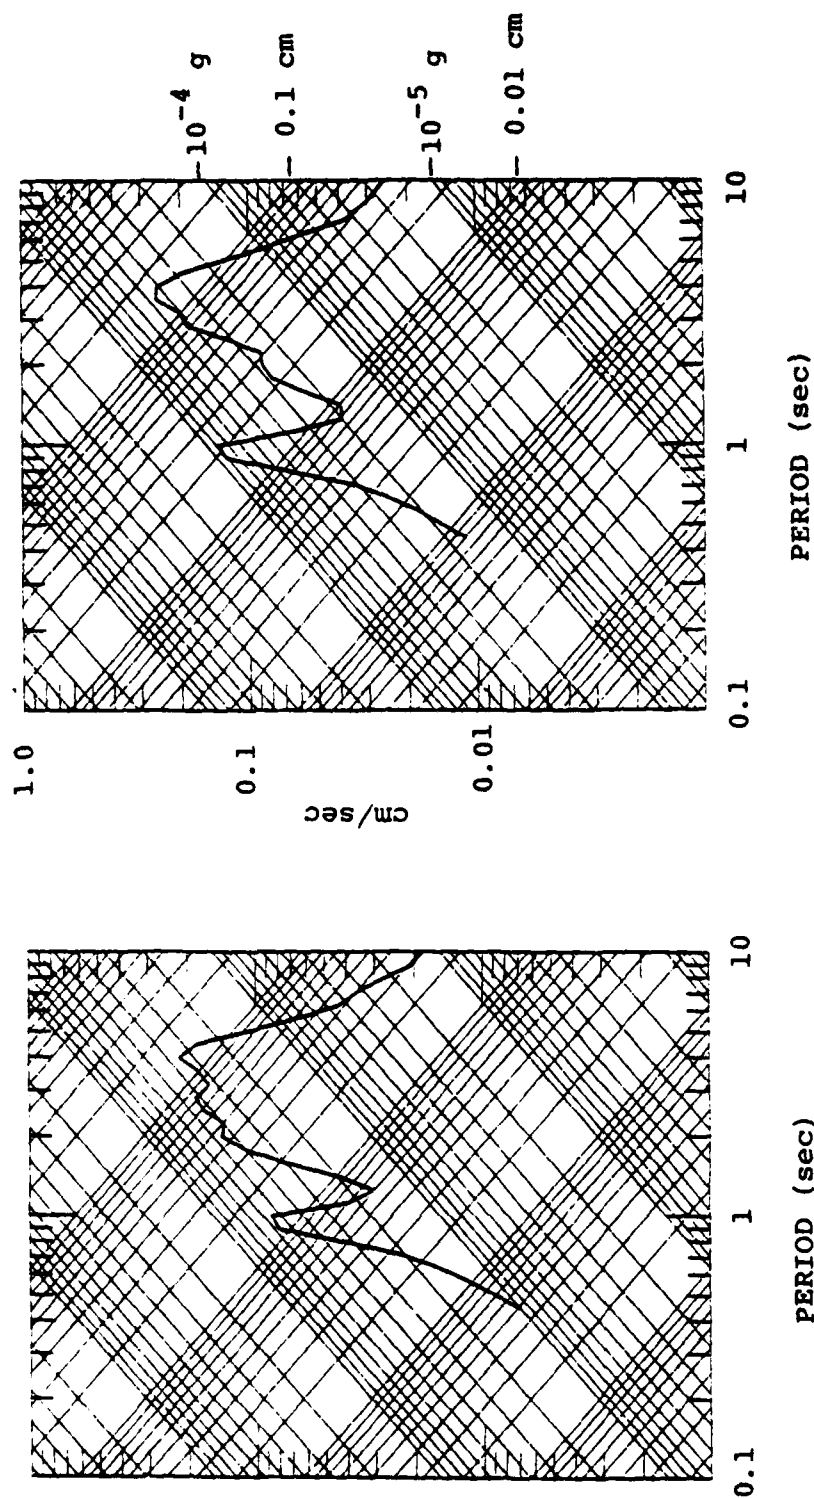 1.0
0.1
0.01
cm/sec
10⁻⁴ g
0.1 cm
10⁻⁵ g
0.01 cm
0.1
1
10
PERIOD (sec)
0.1
1
10
PERIOD (sec)